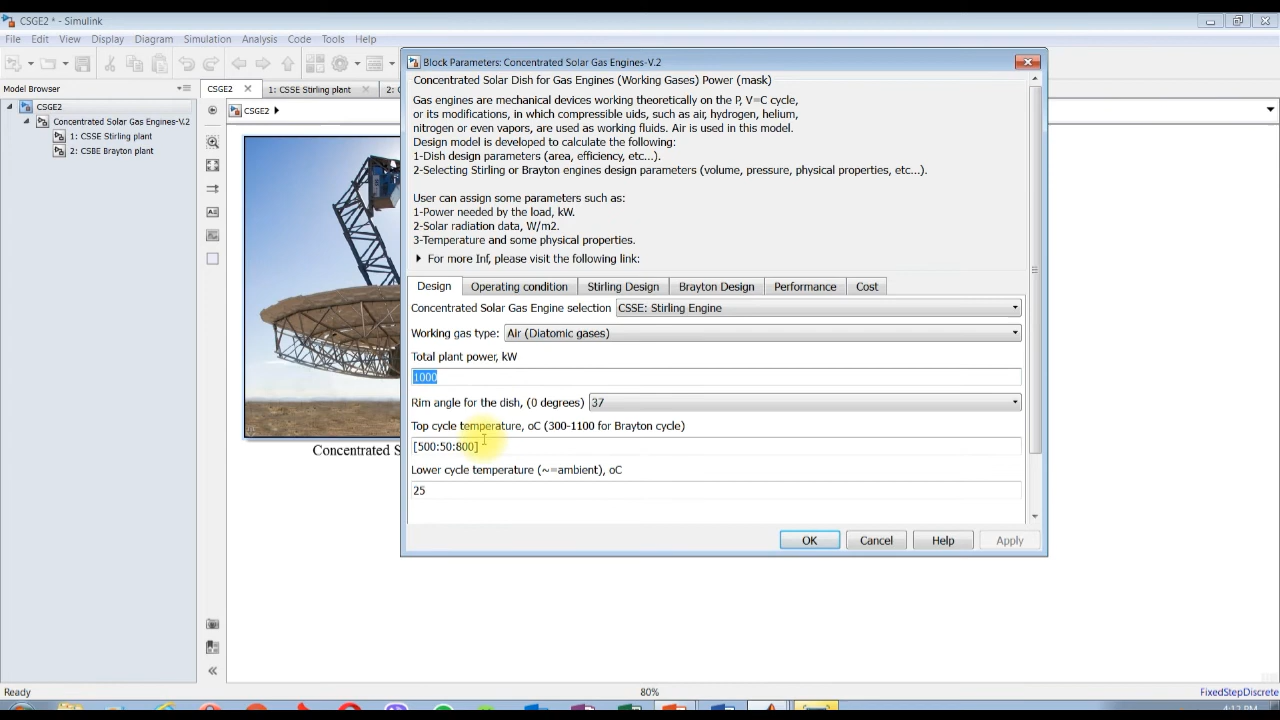 CSGE2 * - Simulink
File Edit View Display Diagram Simulation Analysis Code Tools Help
Model Browser
CSGE2
1: CSSE Stirling plant
2: C
CSGE2
CSGE2
Concentrated Solar Gas Engines-V.2
1: CSSE Stirling plant
2: CSBE Brayton plant
Concentrated S
Block Parameters: Concentrated Solar Gas Engines-V.2
Concentrated Solar Dish for Gas Engines (Working Gases) Power (mask)
Gas engines are mechanical devices working theoretically on the P, V=C cycle,
or its modifications, in which compressible uids, such as air, hydrogen, helium,
nitrogen or even vapors, are used as working fluids. Air is used in this model.
Design model is developed to calculate the following:
1-Dish design parameters (area, efficiency, etc...).
2-Selecting Stirling or Brayton engines design parameters (volume, pressure, physical properties, etc...).
User can assign some parameters such as:
1-Power needed by the load, kW.
2-Solar radiation data, W/m2.
3-Temperature and some physical properties.
For more Inf, please visit the following link:
Design Operating condition Stirling Design Brayton Design Performance Cost
Concentrated Solar Gas Engine selection CSSE: Stirling Engine
Working gas type: Air (Diatomic gases)
Total plant power, kW
1000
Rim angle for the dish, (0 degrees) 37
Top cycle temperature, oC (300-1100 for Brayton cycle)
[500:50:800]
Lower cycle temperature (~=ambient), oC
25
OK Cancel Help Apply
Ready 80% FixedStepDiscrete